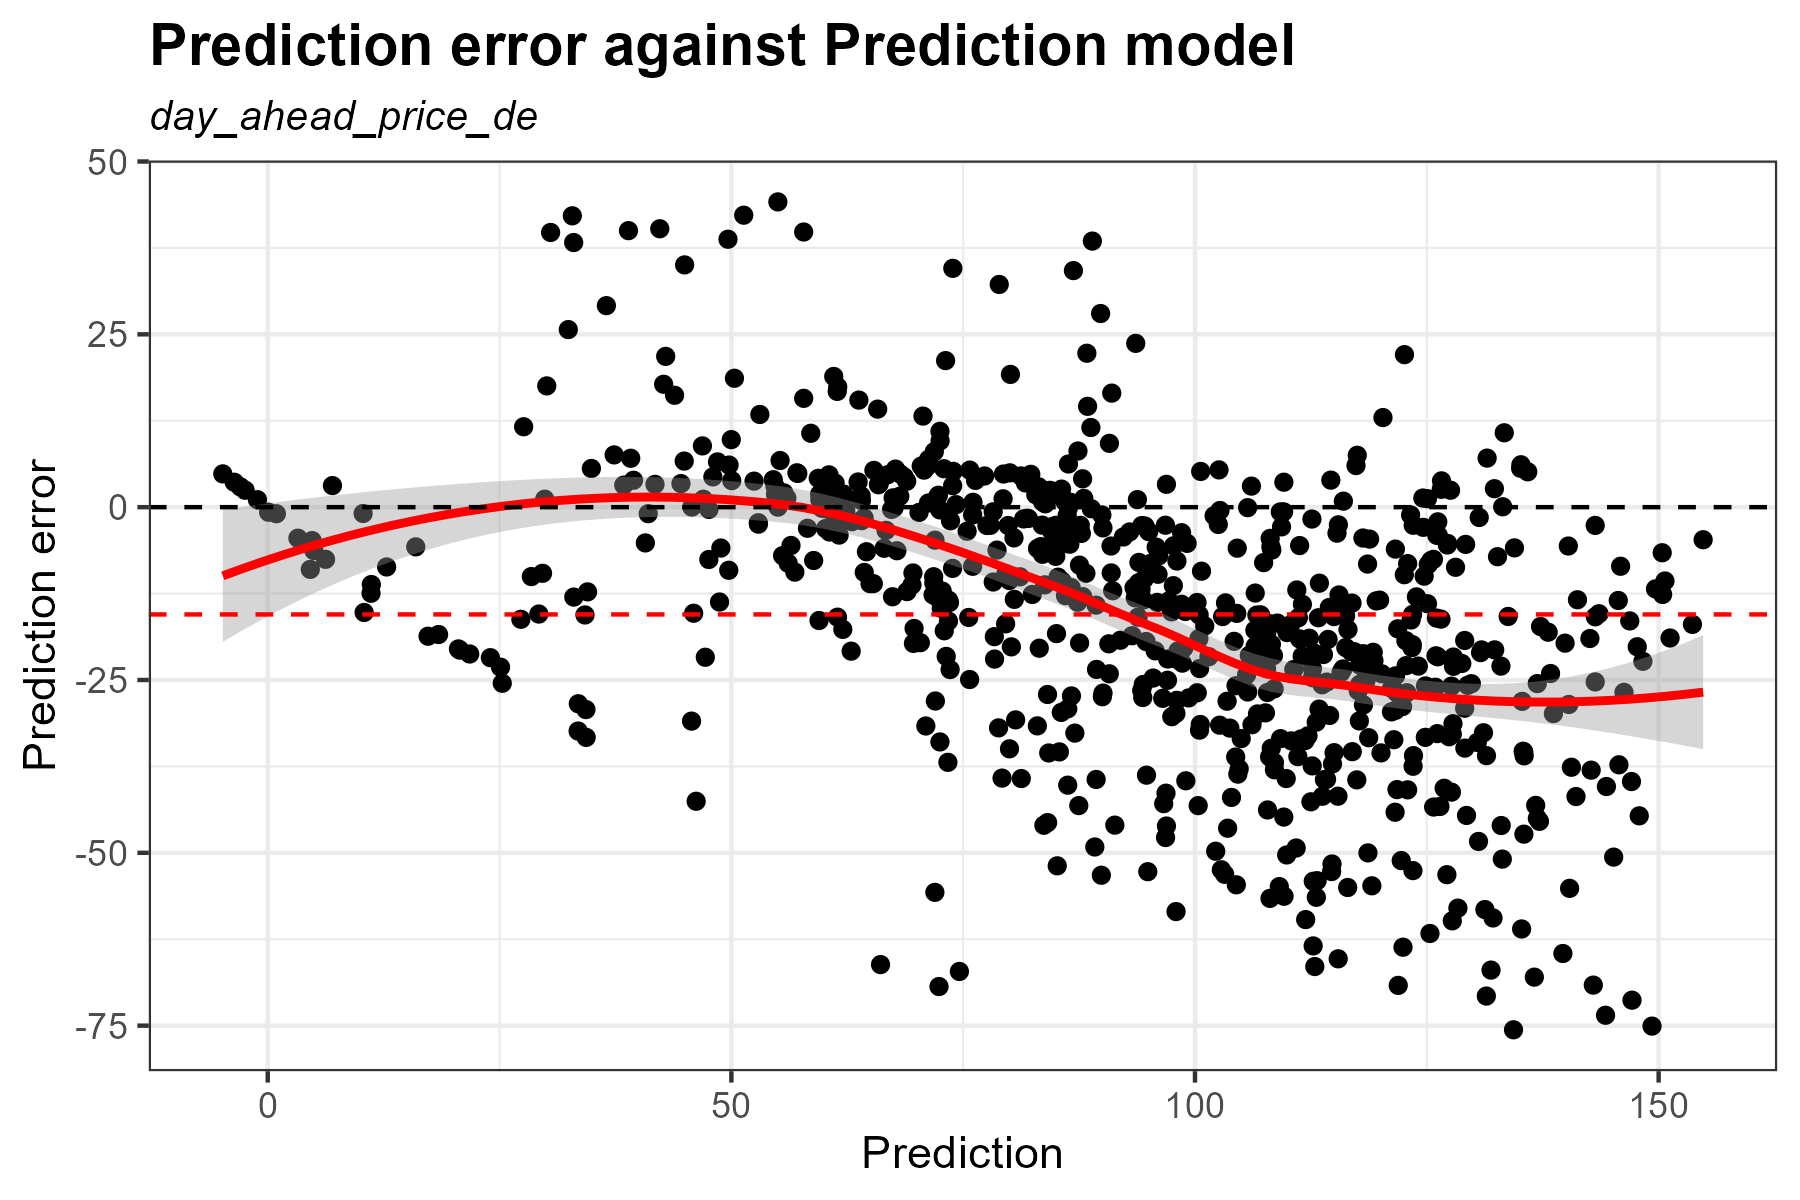 Prediction error against Prediction model
day_ahead_price_de
50
25
0
-25
-50
-75
Prediction error
0 50 100 150
Prediction